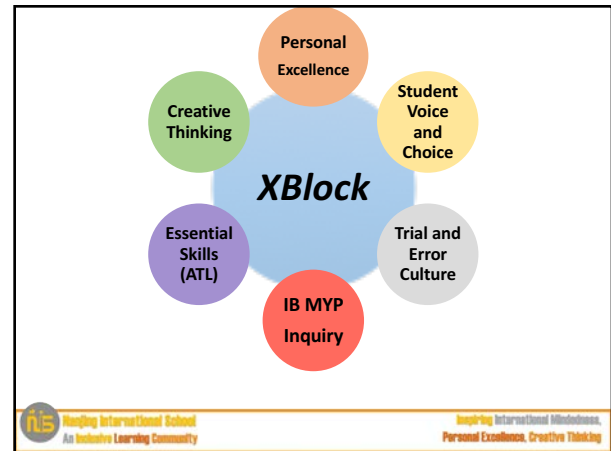 Personal
Excellence
Student
Voice
and
Choice
Creative
Thinking
XBlock
Essential
Skills
(ATL)
Trial and
Error
Culture
IB MYP
Inquiry
nis
Nanjing International School
An Inclusive Learning Community
Inspiring International Mindedness,
Personal Excellence, Creative Thinking